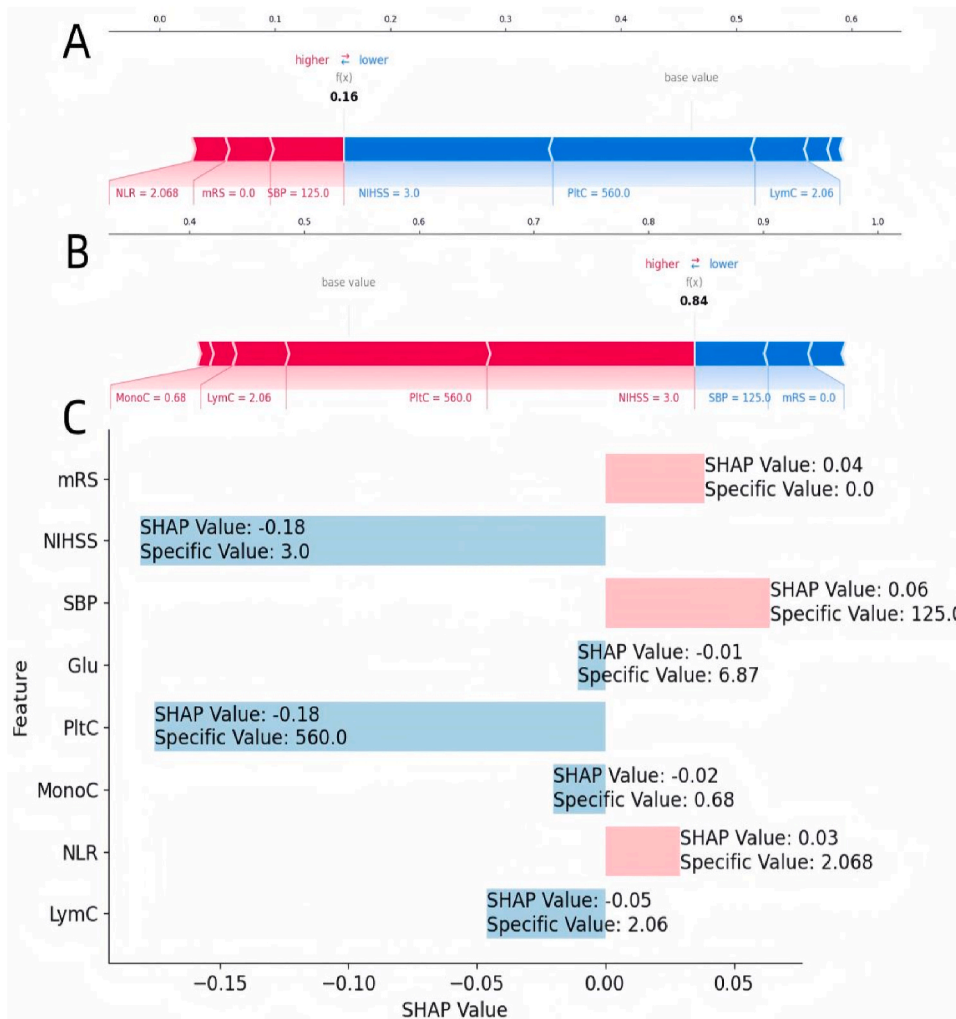 0.0 0.1 0.2 0.3 0.4 0.5 0.6
A
higher lower
f(x) base value
0.16
NLR = 2.068 mRS = 0.0 SBP = 125.0 NIHSS = 3.0 PltC = 560.0 LymC = 2.06
0.4 0.5 0.6 0.7 0.8 0.9 1.0
B
higher lower
base value f(x)
0.84
MonoC = 0.68 LymC = 2.06 PltC = 560.0 NIHSS = 3.0 SBP = 125.0 mRS = 0.0
C
mRS
SHAP Value: 0.04
Specific Value: 0.0
NIHSS
SHAP Value: -0.18
Specific Value: 3.0
SBP
SHAP Value: 0.06
Specific Value: 125.0
Glu
SHAP Value: -0.01
Specific Value: 6.87
PltC
SHAP Value: -0.18
Specific Value: 560.0
MonoC
SHAP Value: -0.02
Specific Value: 0.68
NLR
SHAP Value: 0.03
Specific Value: 2.068
LymC
SHAP Value: -0.05
Specific Value: 2.06
Feature
−0.15 −0.10 −0.05 0.00 0.05
SHAP Value